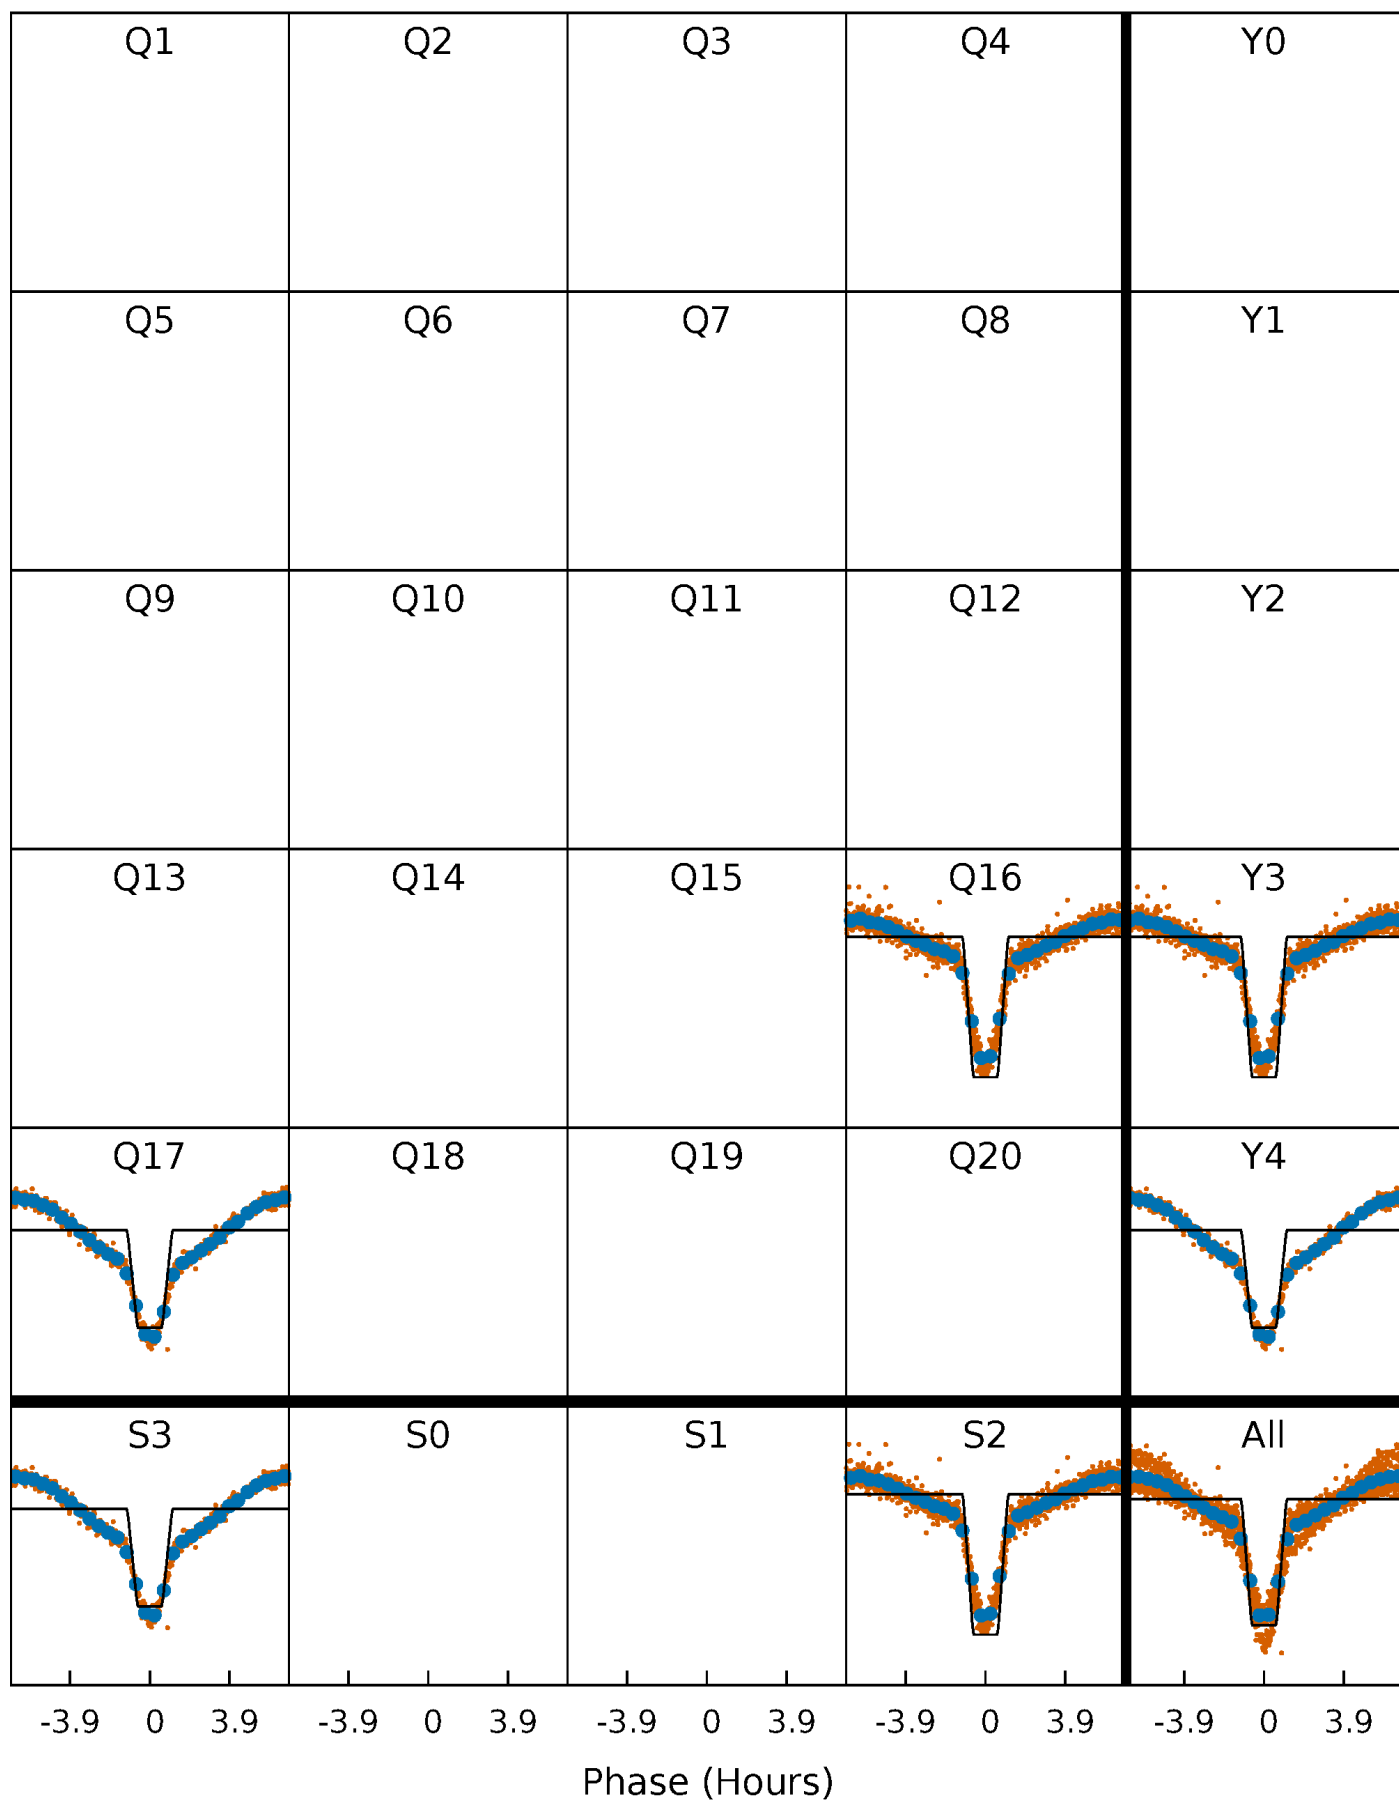 Q1 Q2 Q3 Q4 Y0
Q5 Q6 Q7 Q8 Y1
Q9 Q10 Q11 Q12 Y2
Q13 Q14 Q15 Q16 Y3
Q17 Q18 Q19 Q20 Y4
S3 S0 S1 S2 All
-3.9 0 3.9 -3.9 0 3.9 -3.9 0 3.9 -3.9 0 3.9 -3.9 0 3.9
Phase (Hours)